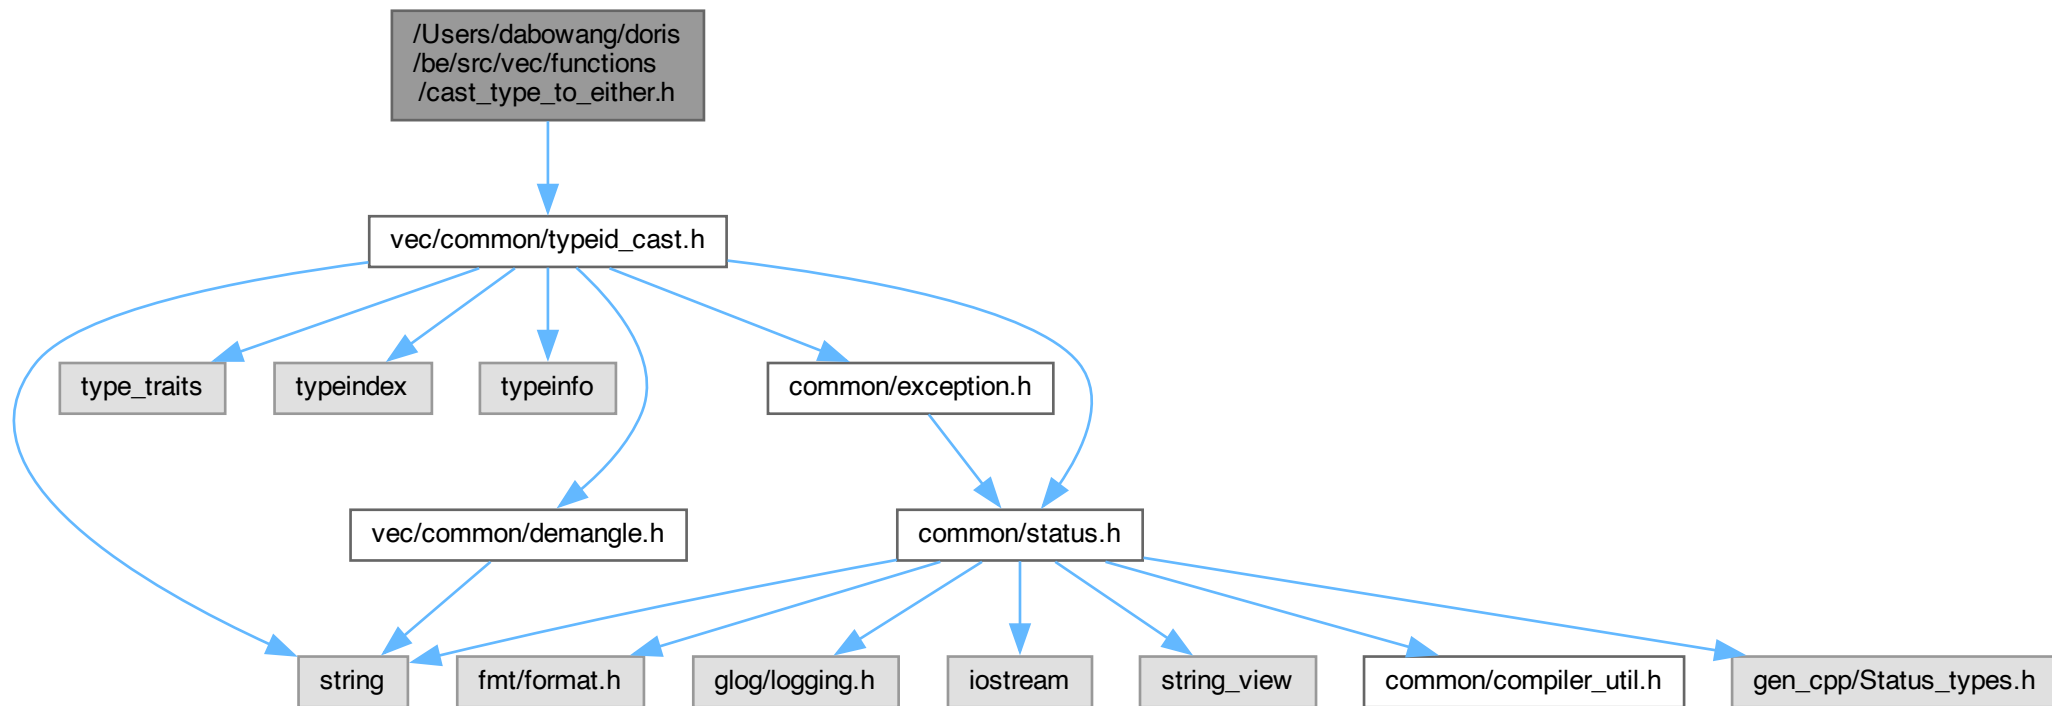 /Users/dabowang/doris
/be/src/vec/functions
/cast_type_to_either.h
vec/common/typeid_cast.h
type_traits
typeindex
typeinfo
common/exception.h
vec/common/demangle.h
common/status.h
string
fmt/format.h
glog/logging.h
iostream
string_view
common/compiler_util.h
gen_cpp/Status_types.h